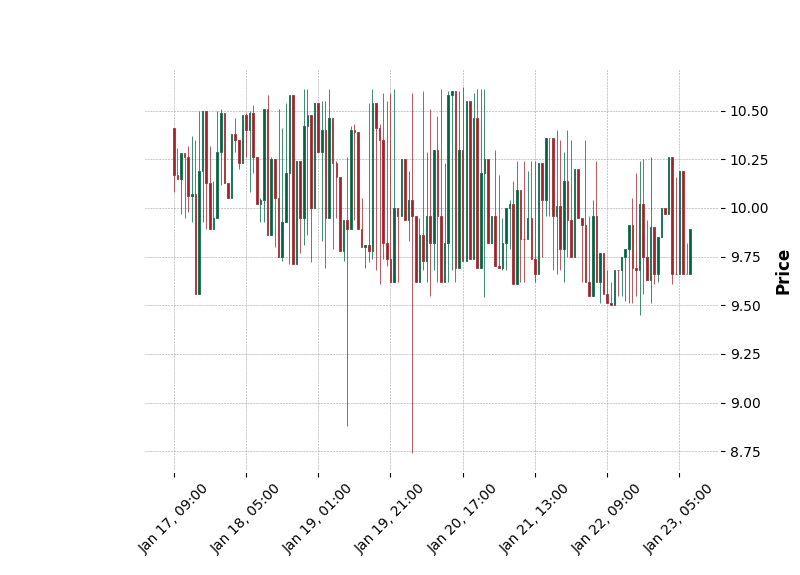 10.50
10.25
10.00
9.75
9.50
9.25
9.00
8.75
Price
Jan 17, 09:00
Jan 18, 05:00
Jan 19, 01:00
Jan 19, 21:00
Jan 20, 17:00
Jan 21, 13:00
Jan 22, 09:00
Jan 23, 05:00